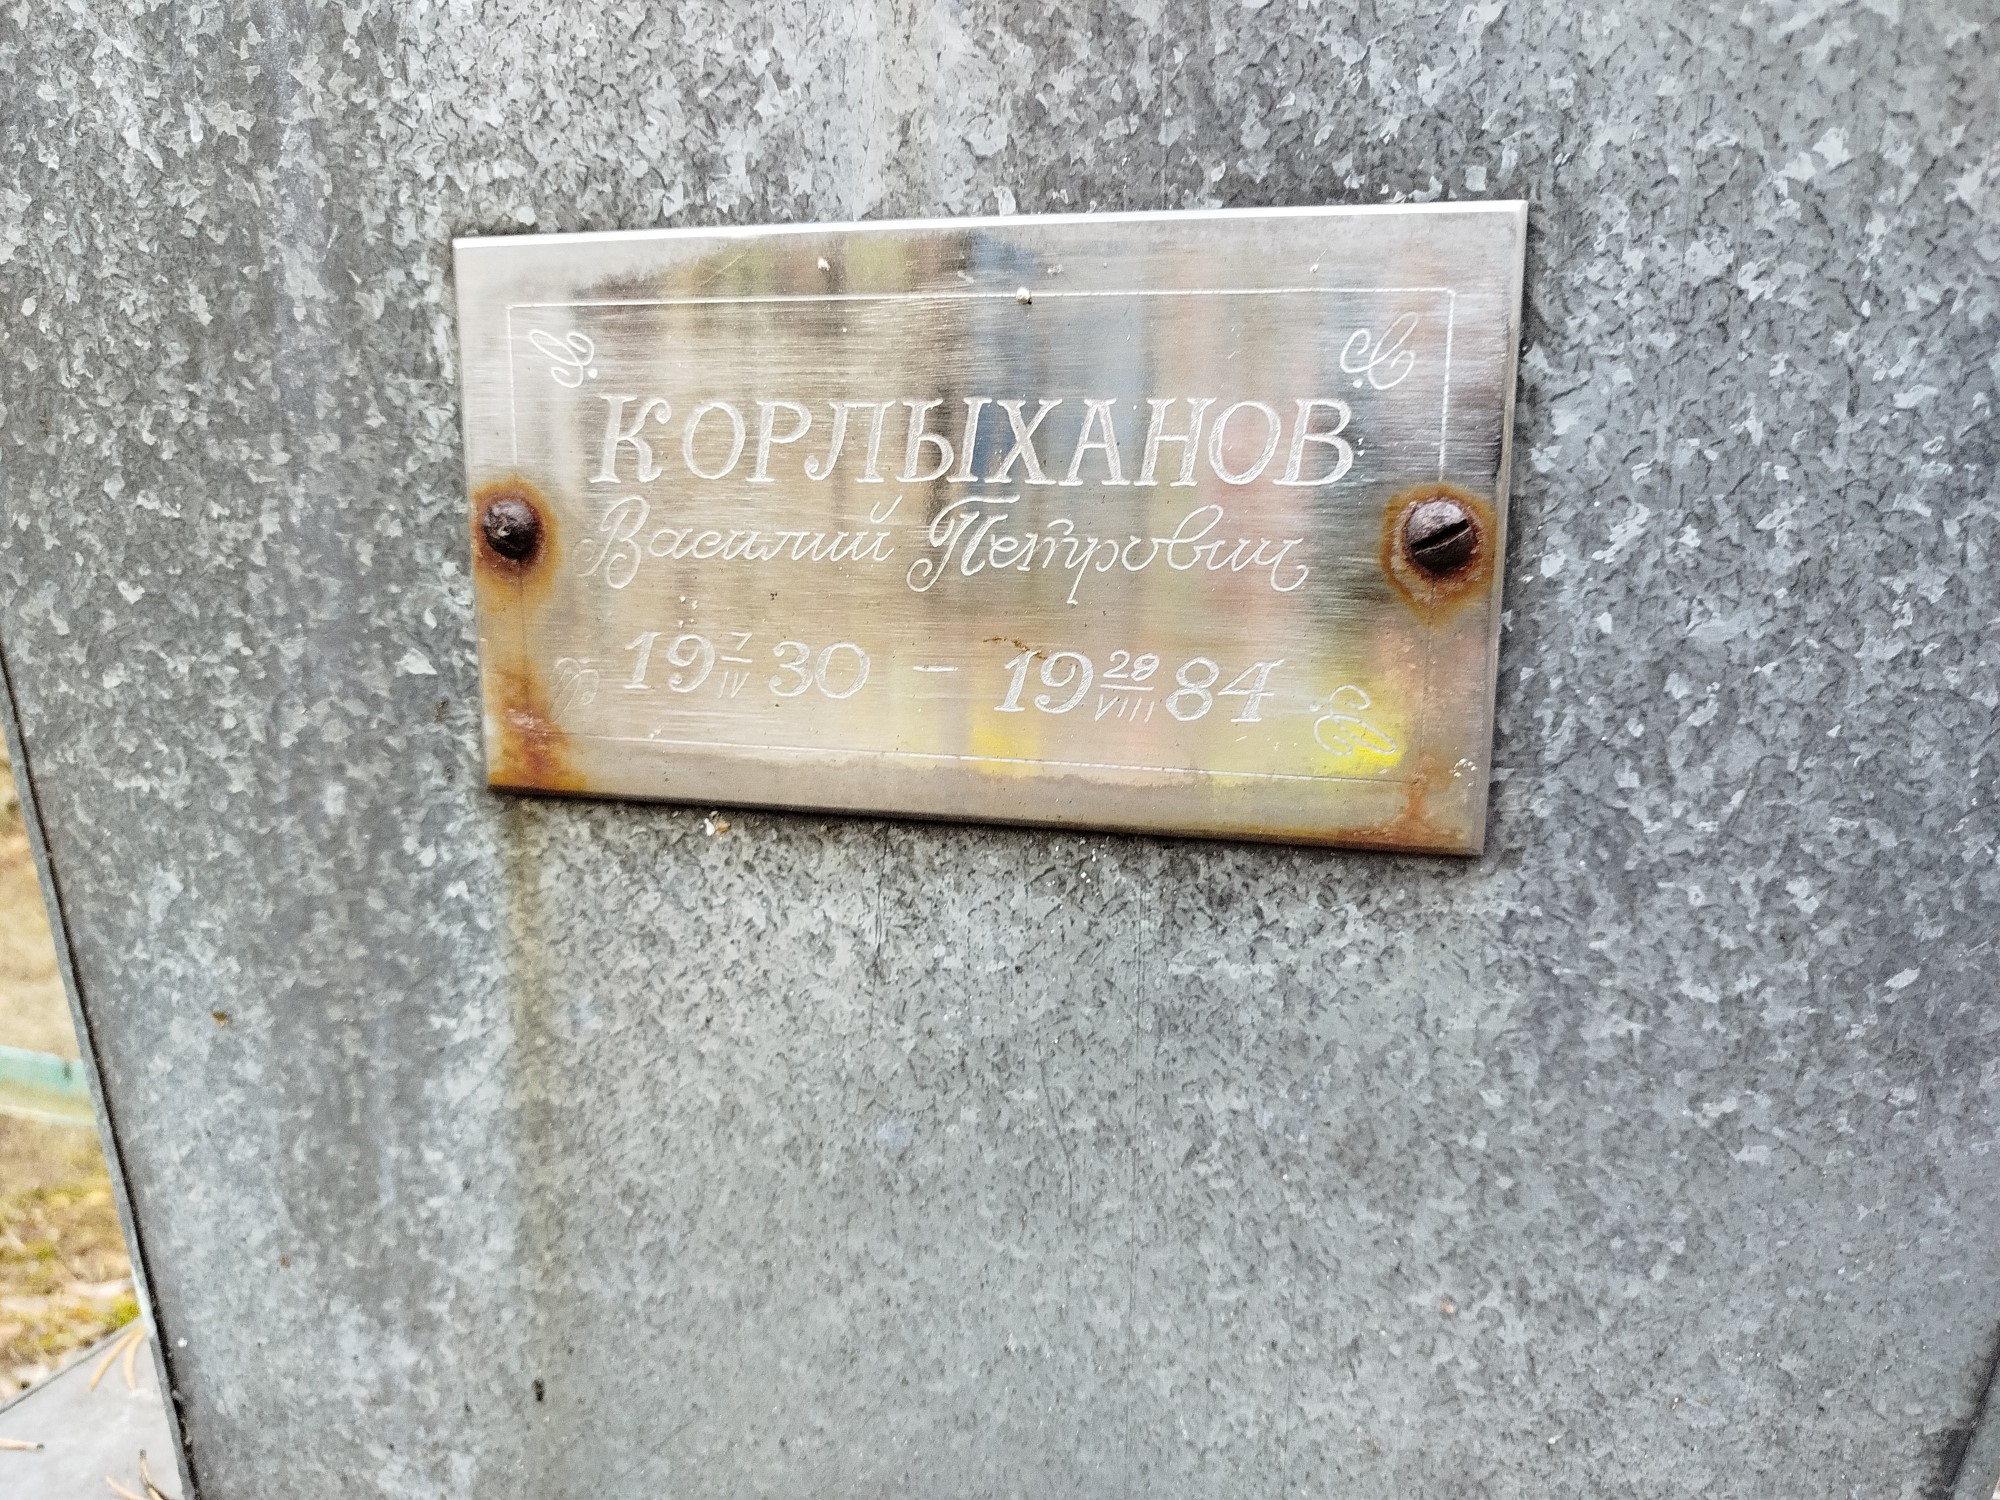 КОРЛЫХАНОВ
Василий Петрович
19 7/IV 30 – 19 28/VIII 84